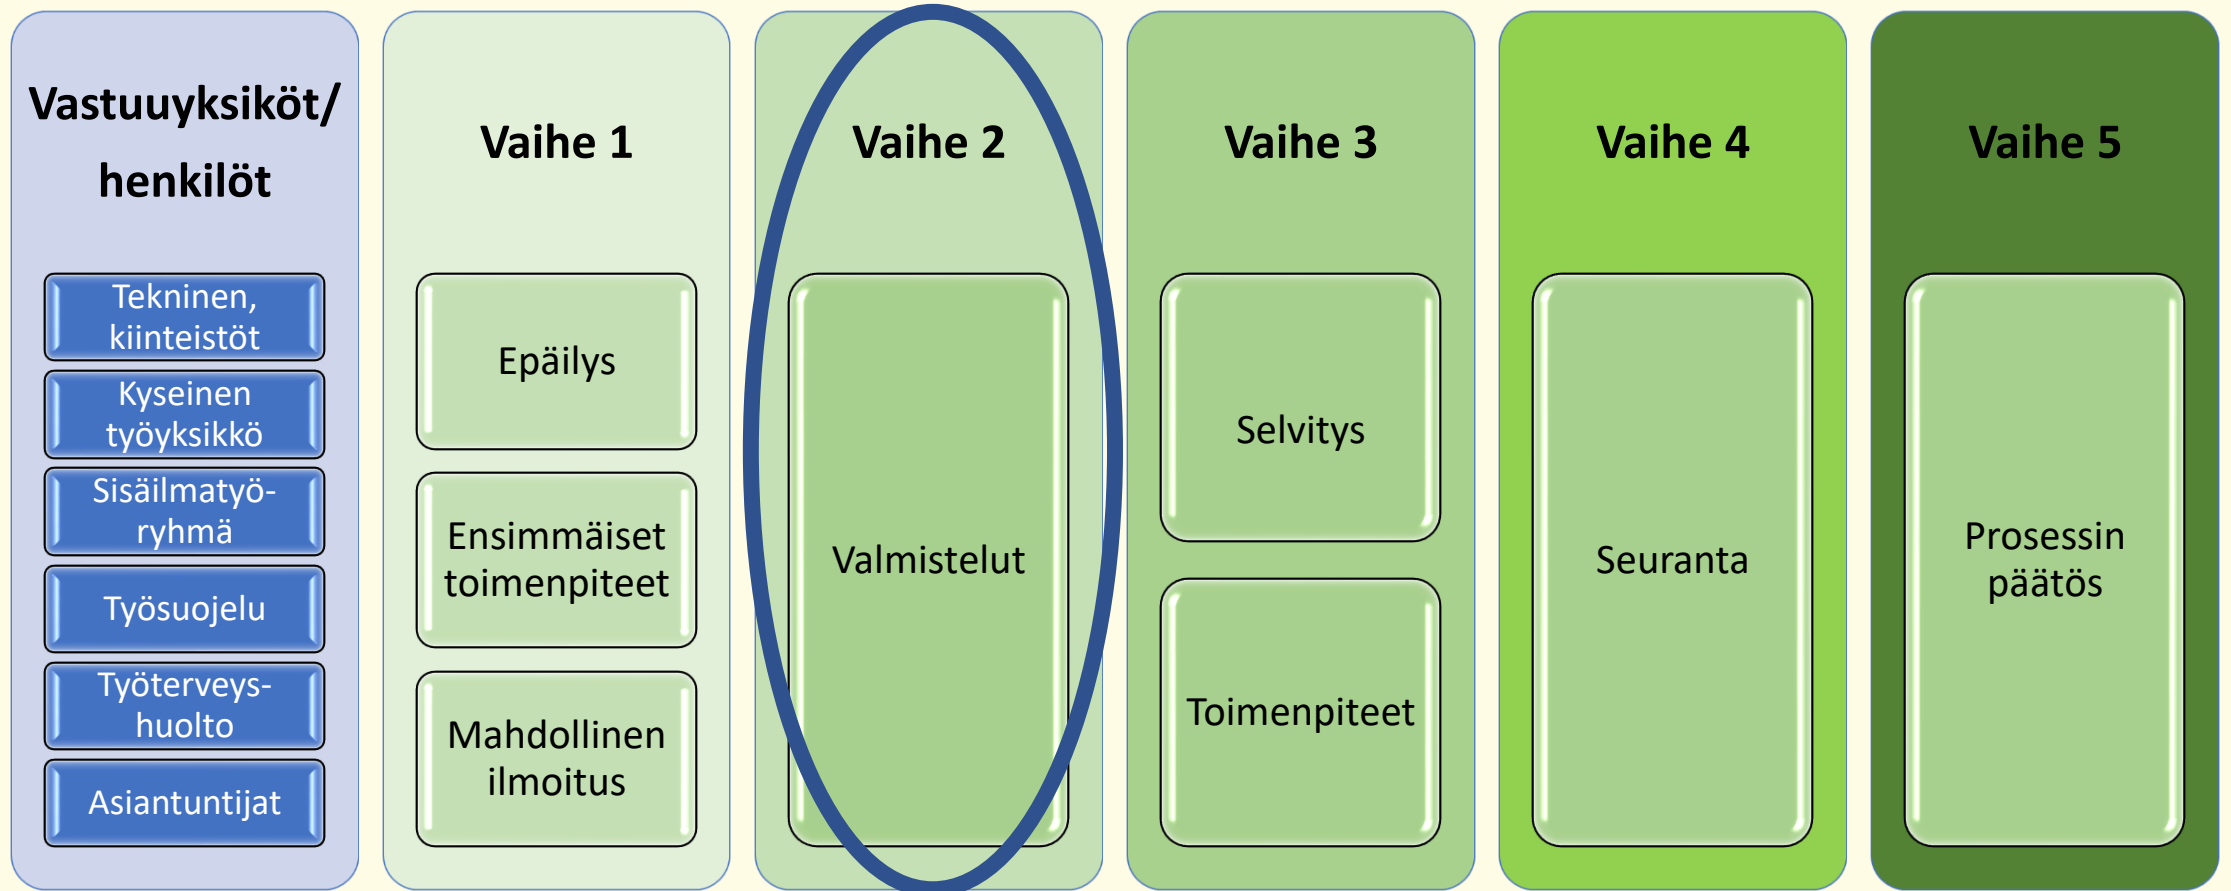 Vastuuyksiköt/
henkilöt
Tekninen,
kiinteistöt
Kyseinen
työyksikkö
Sisäilmatyö-
ryhmä
Työsuojelu
Työterveys-
huolto
Asiantuntijat
Vaihe 1
Epäilys
Ensimmäiset
toimenpiteet
Mahdollinen
ilmoitus
Vaihe 2
Valmistelut
Vaihe 3
Selvitys
Toimenpiteet
Vaihe 4
Seuranta
Vaihe 5
Prosessin
päätös